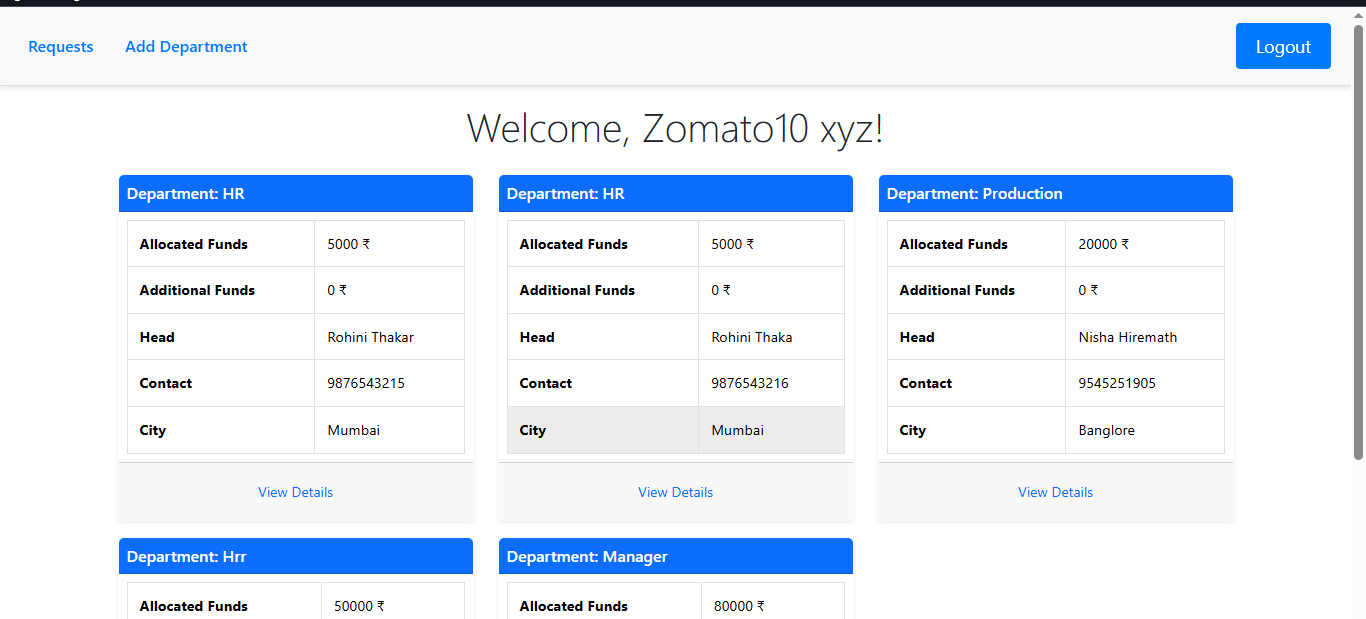 Requests Add Department Logout
Welcome, Zomato10 xyz!
Department: HR
Allocated Funds 5000 ₹
Additional Funds 0 ₹
Head Rohini Thakar
Contact 9876543215
City Mumbai
View Details
Department: HR
Allocated Funds 5000 ₹
Additional Funds 0 ₹
Head Rohini Thaka
Contact 9876543216
City Mumbai
View Details
Department: Production
Allocated Funds 20000 ₹
Additional Funds 0 ₹
Head Nisha Hiremath
Contact 9545251905
City Banglore
View Details
Department: Hrr
Allocated Funds 50000 ₹
Department: Manager
Allocated Funds 80000 ₹